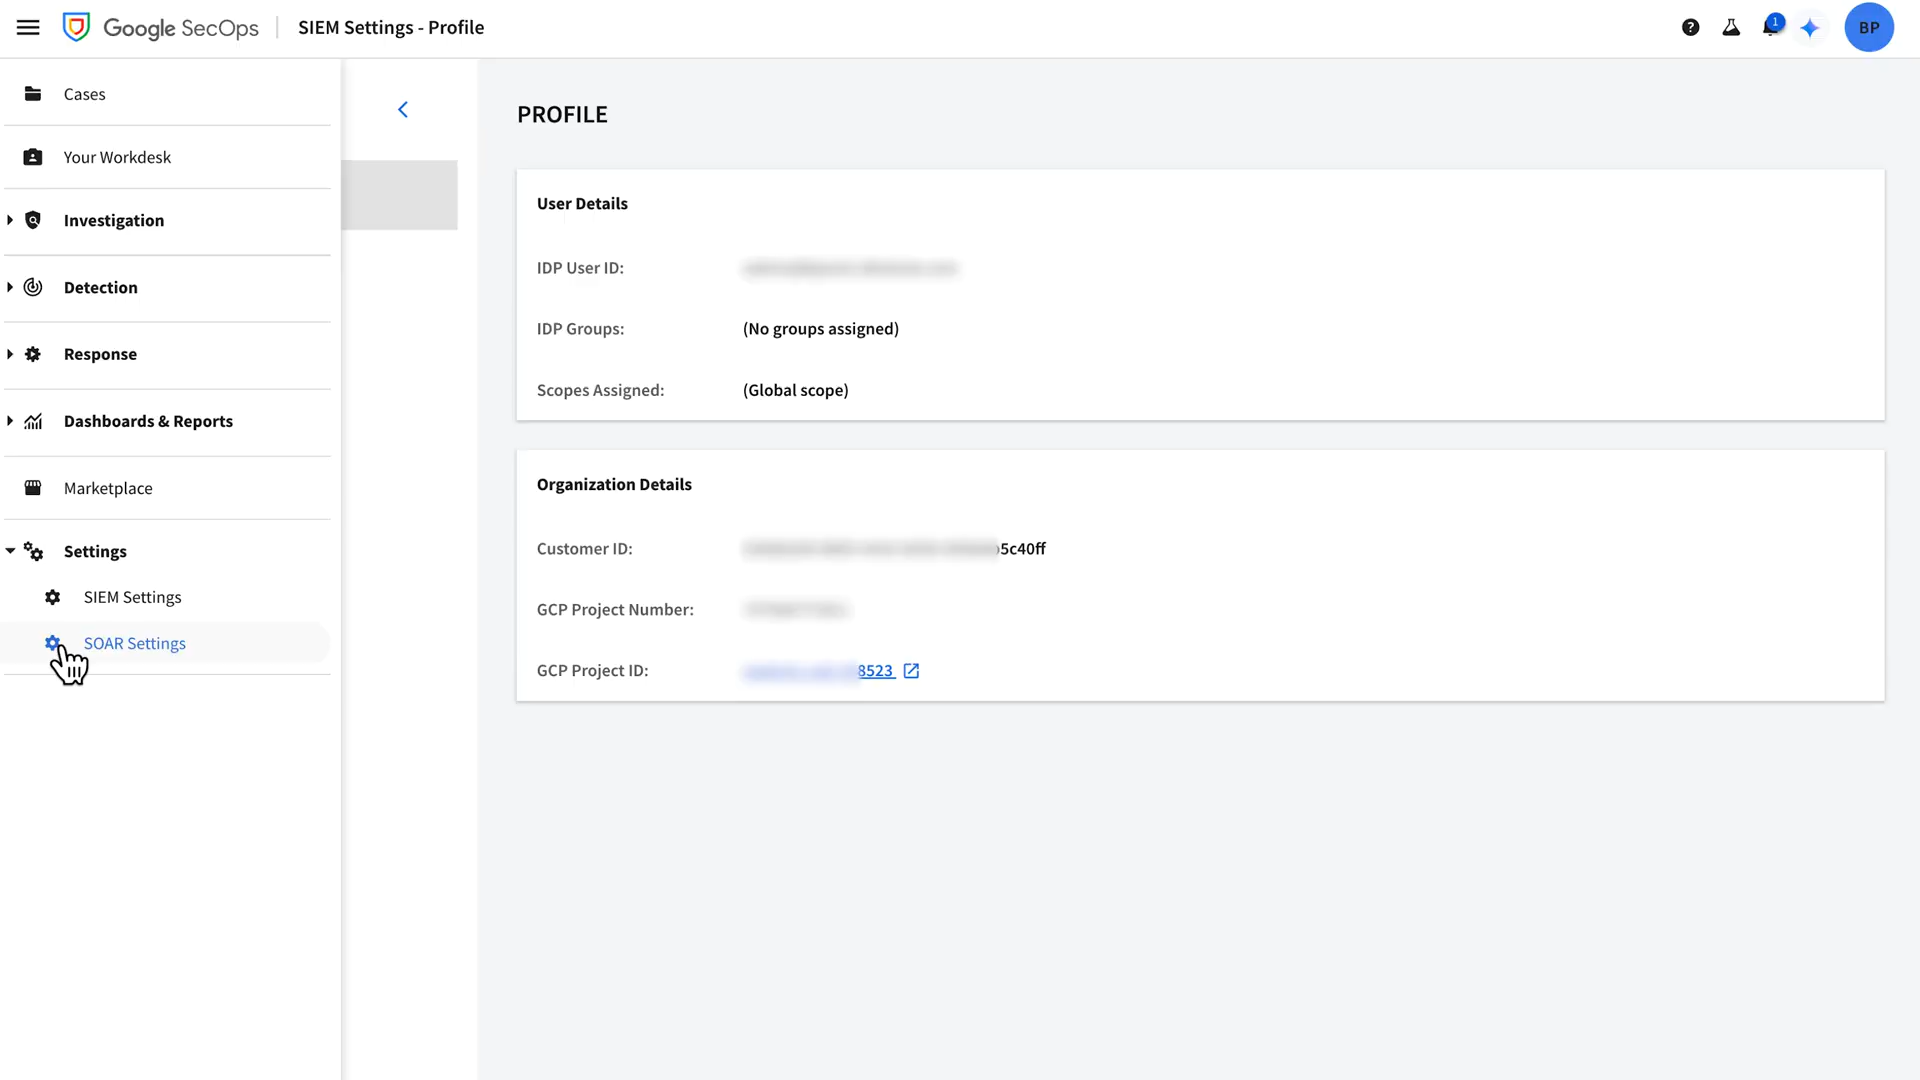 Google SecOps
SIEM Settings - Profile
1
BP
Cases
Your Workdesk
Investigation
Detection
Response
Dashboards & Reports
Marketplace
Settings
SIEM Settings
SOAR Settings
PROFILE
User Details
IDP User ID:
IDP Groups: (No groups assigned)
Scopes Assigned: (Global scope)
Organization Details
Customer ID: 5c40ff
GCP Project Number:
GCP Project ID: 8523